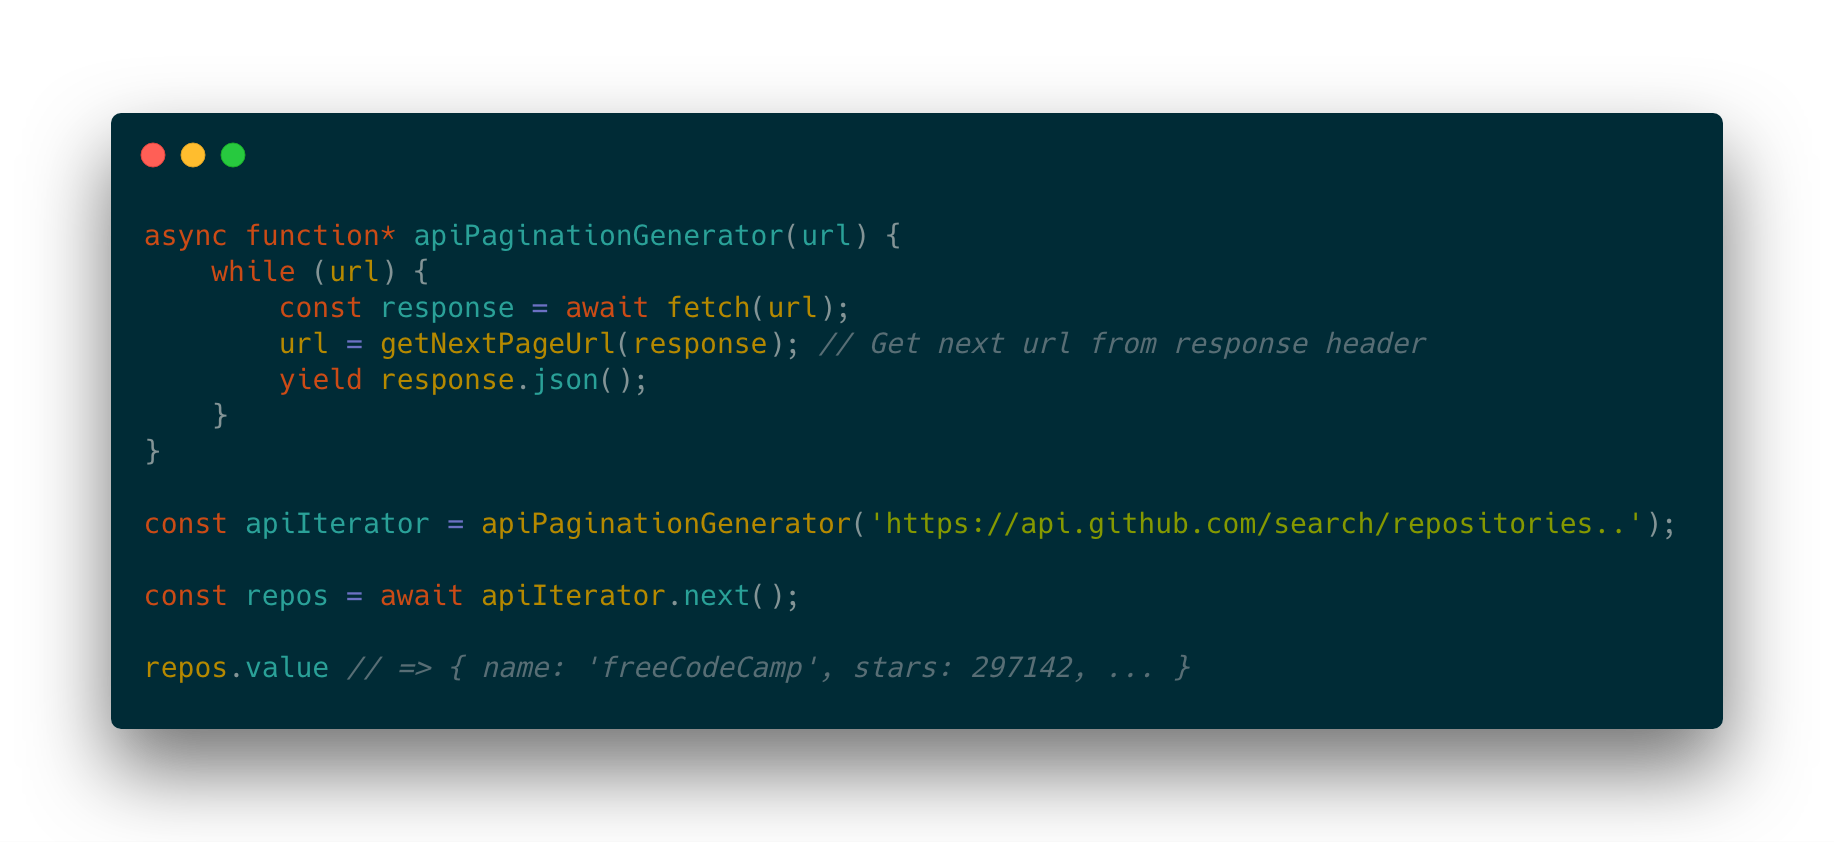 async function* apiPaginationGenerator(url) {
    while (url) {
        const response = await fetch(url);
        url = getNextPageUrl(response); // Get next url from response header
        yield response.json();
    }
}

const apiIterator = apiPaginationGenerator('https://api.github.com/search/repositories..');

const repos = await apiIterator.next();

repos.value // => { name: 'freeCodeCamp', stars: 297142, ... }